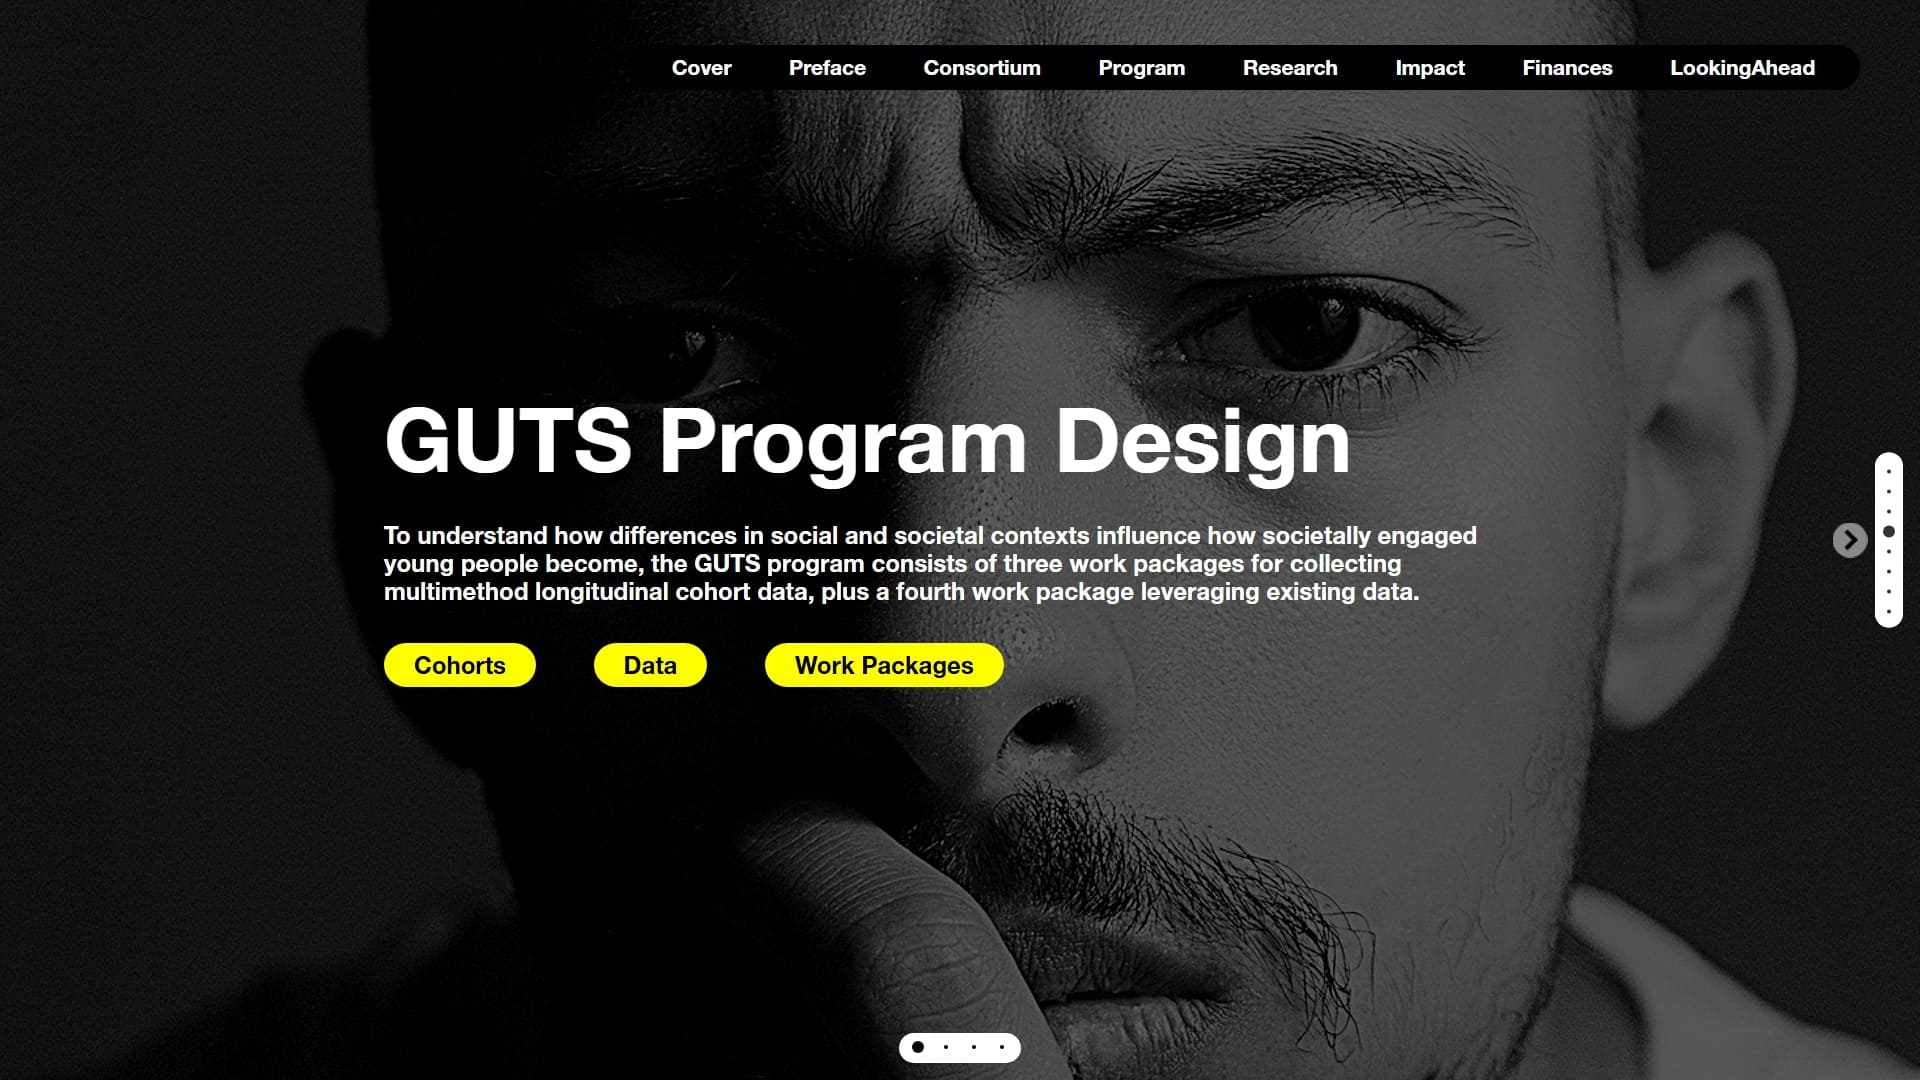 Cover Preface Consortium Program Research Impact Finances LookingAhead
GUTS Program Design
To understand how differences in social and societal contexts influence how societally engaged
young people become, the GUTS program consists of three work packages for collecting
multimethod longitudinal cohort data, plus a fourth work package leveraging existing data.
Cohorts Data Work Packages